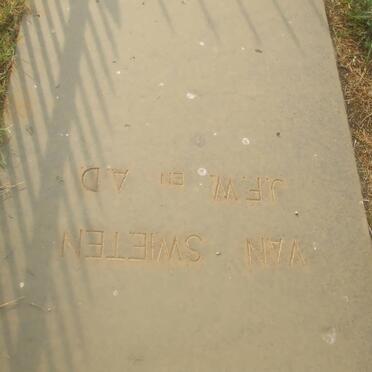 VAN SWIETEN
J.F.W. EN A.D.